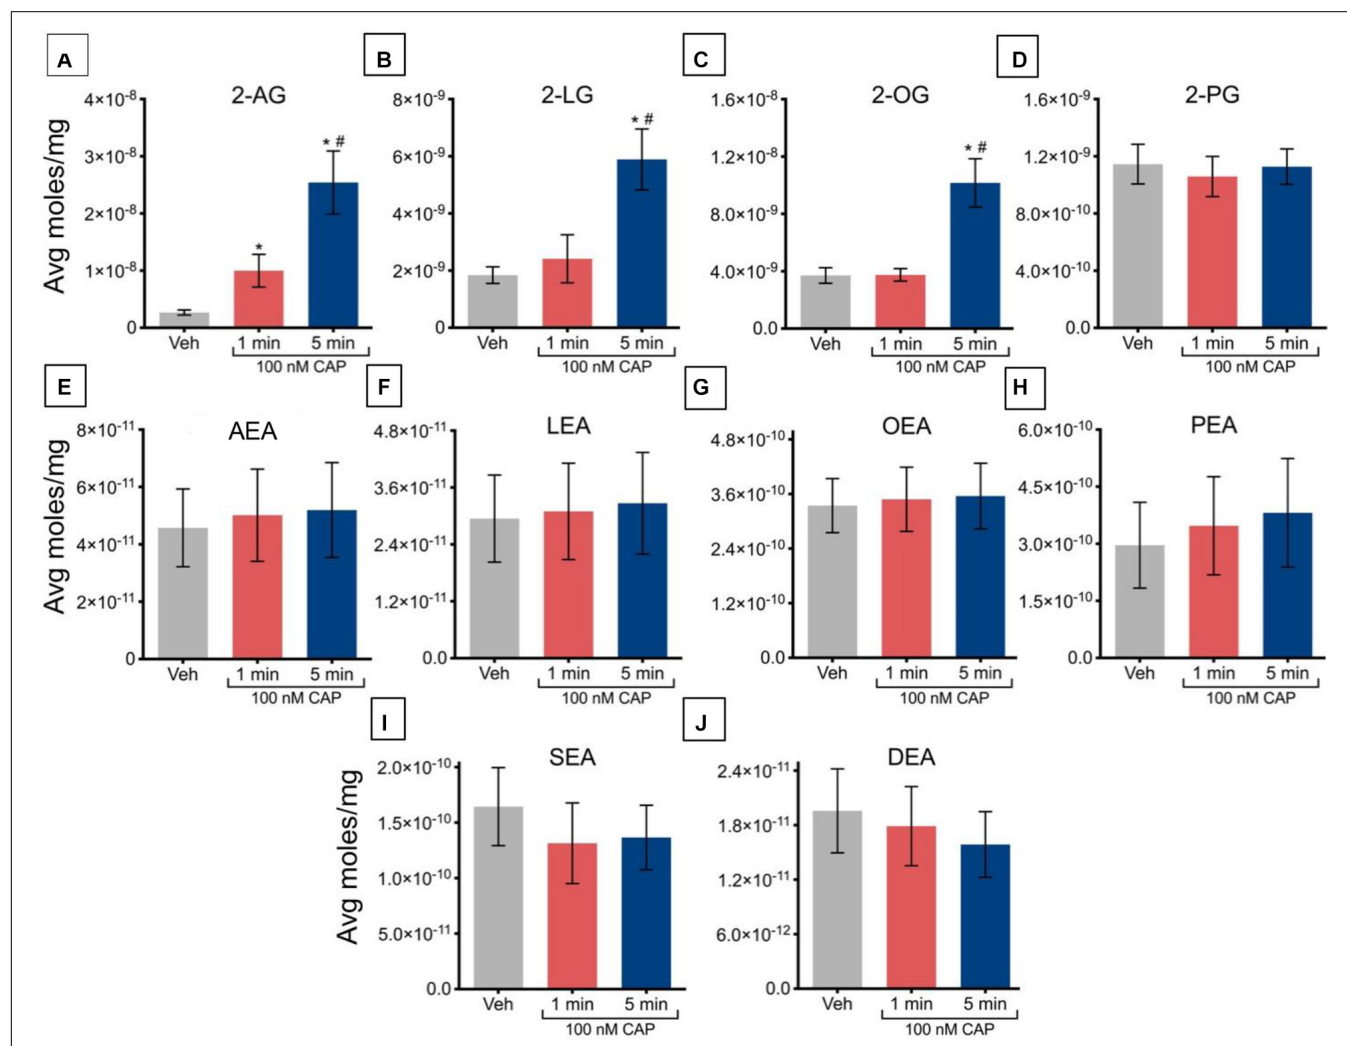 A B C D
2-AG 2-LG 2-OG 2-PG
Avg moles/mg
4×10⁻⁸ 8×10⁻⁹ 1.6×10⁻⁸ 1.6×10⁻⁹
* # * # * #
3×10⁻⁸ 6×10⁻⁹ 1.2×10⁻⁸ 1.2×10⁻⁹
2×10⁻⁸ 4×10⁻⁹ 8.0×10⁻⁹ 8.0×10⁻¹⁰
*
1×10⁻⁸ 2×10⁻⁹ 4.0×10⁻⁹ 4.0×10⁻¹⁰
0 0 0.0 0.0
Veh 1 min 5 min Veh 1 min 5 min Veh 1 min 5 min Veh 1 min 5 min
100 nM CAP 100 nM CAP 100 nM CAP 100 nM CAP
E F G H
AEA LEA OEA PEA
Avg moles/mg
8×10⁻¹¹ 4.8×10⁻¹¹ 4.8×10⁻¹⁰ 6.0×10⁻¹⁰
6×10⁻¹¹ 3.6×10⁻¹¹ 3.6×10⁻¹⁰ 4.5×10⁻¹⁰
4×10⁻¹¹ 2.4×10⁻¹¹ 2.4×10⁻¹⁰ 3.0×10⁻¹⁰
2×10⁻¹¹ 1.2×10⁻¹¹ 1.2×10⁻¹⁰ 1.5×10⁻¹⁰
0 0.0 0.0 0.0
Veh 1 min 5 min Veh 1 min 5 min Veh 1 min 5 min Veh 1 min 5 min
100 nM CAP 100 nM CAP 100 nM CAP 100 nM CAP
I J
SEA DEA
Avg moles/mg
2.0×10⁻¹⁰ 2.4×10⁻¹¹
1.5×10⁻¹⁰ 1.8×10⁻¹¹
1.0×10⁻¹⁰ 1.2×10⁻¹¹
5.0×10⁻¹¹ 6.0×10⁻¹²
0.0 0.0
Veh 1 min 5 min Veh 1 min 5 min
100 nM CAP 100 nM CAP